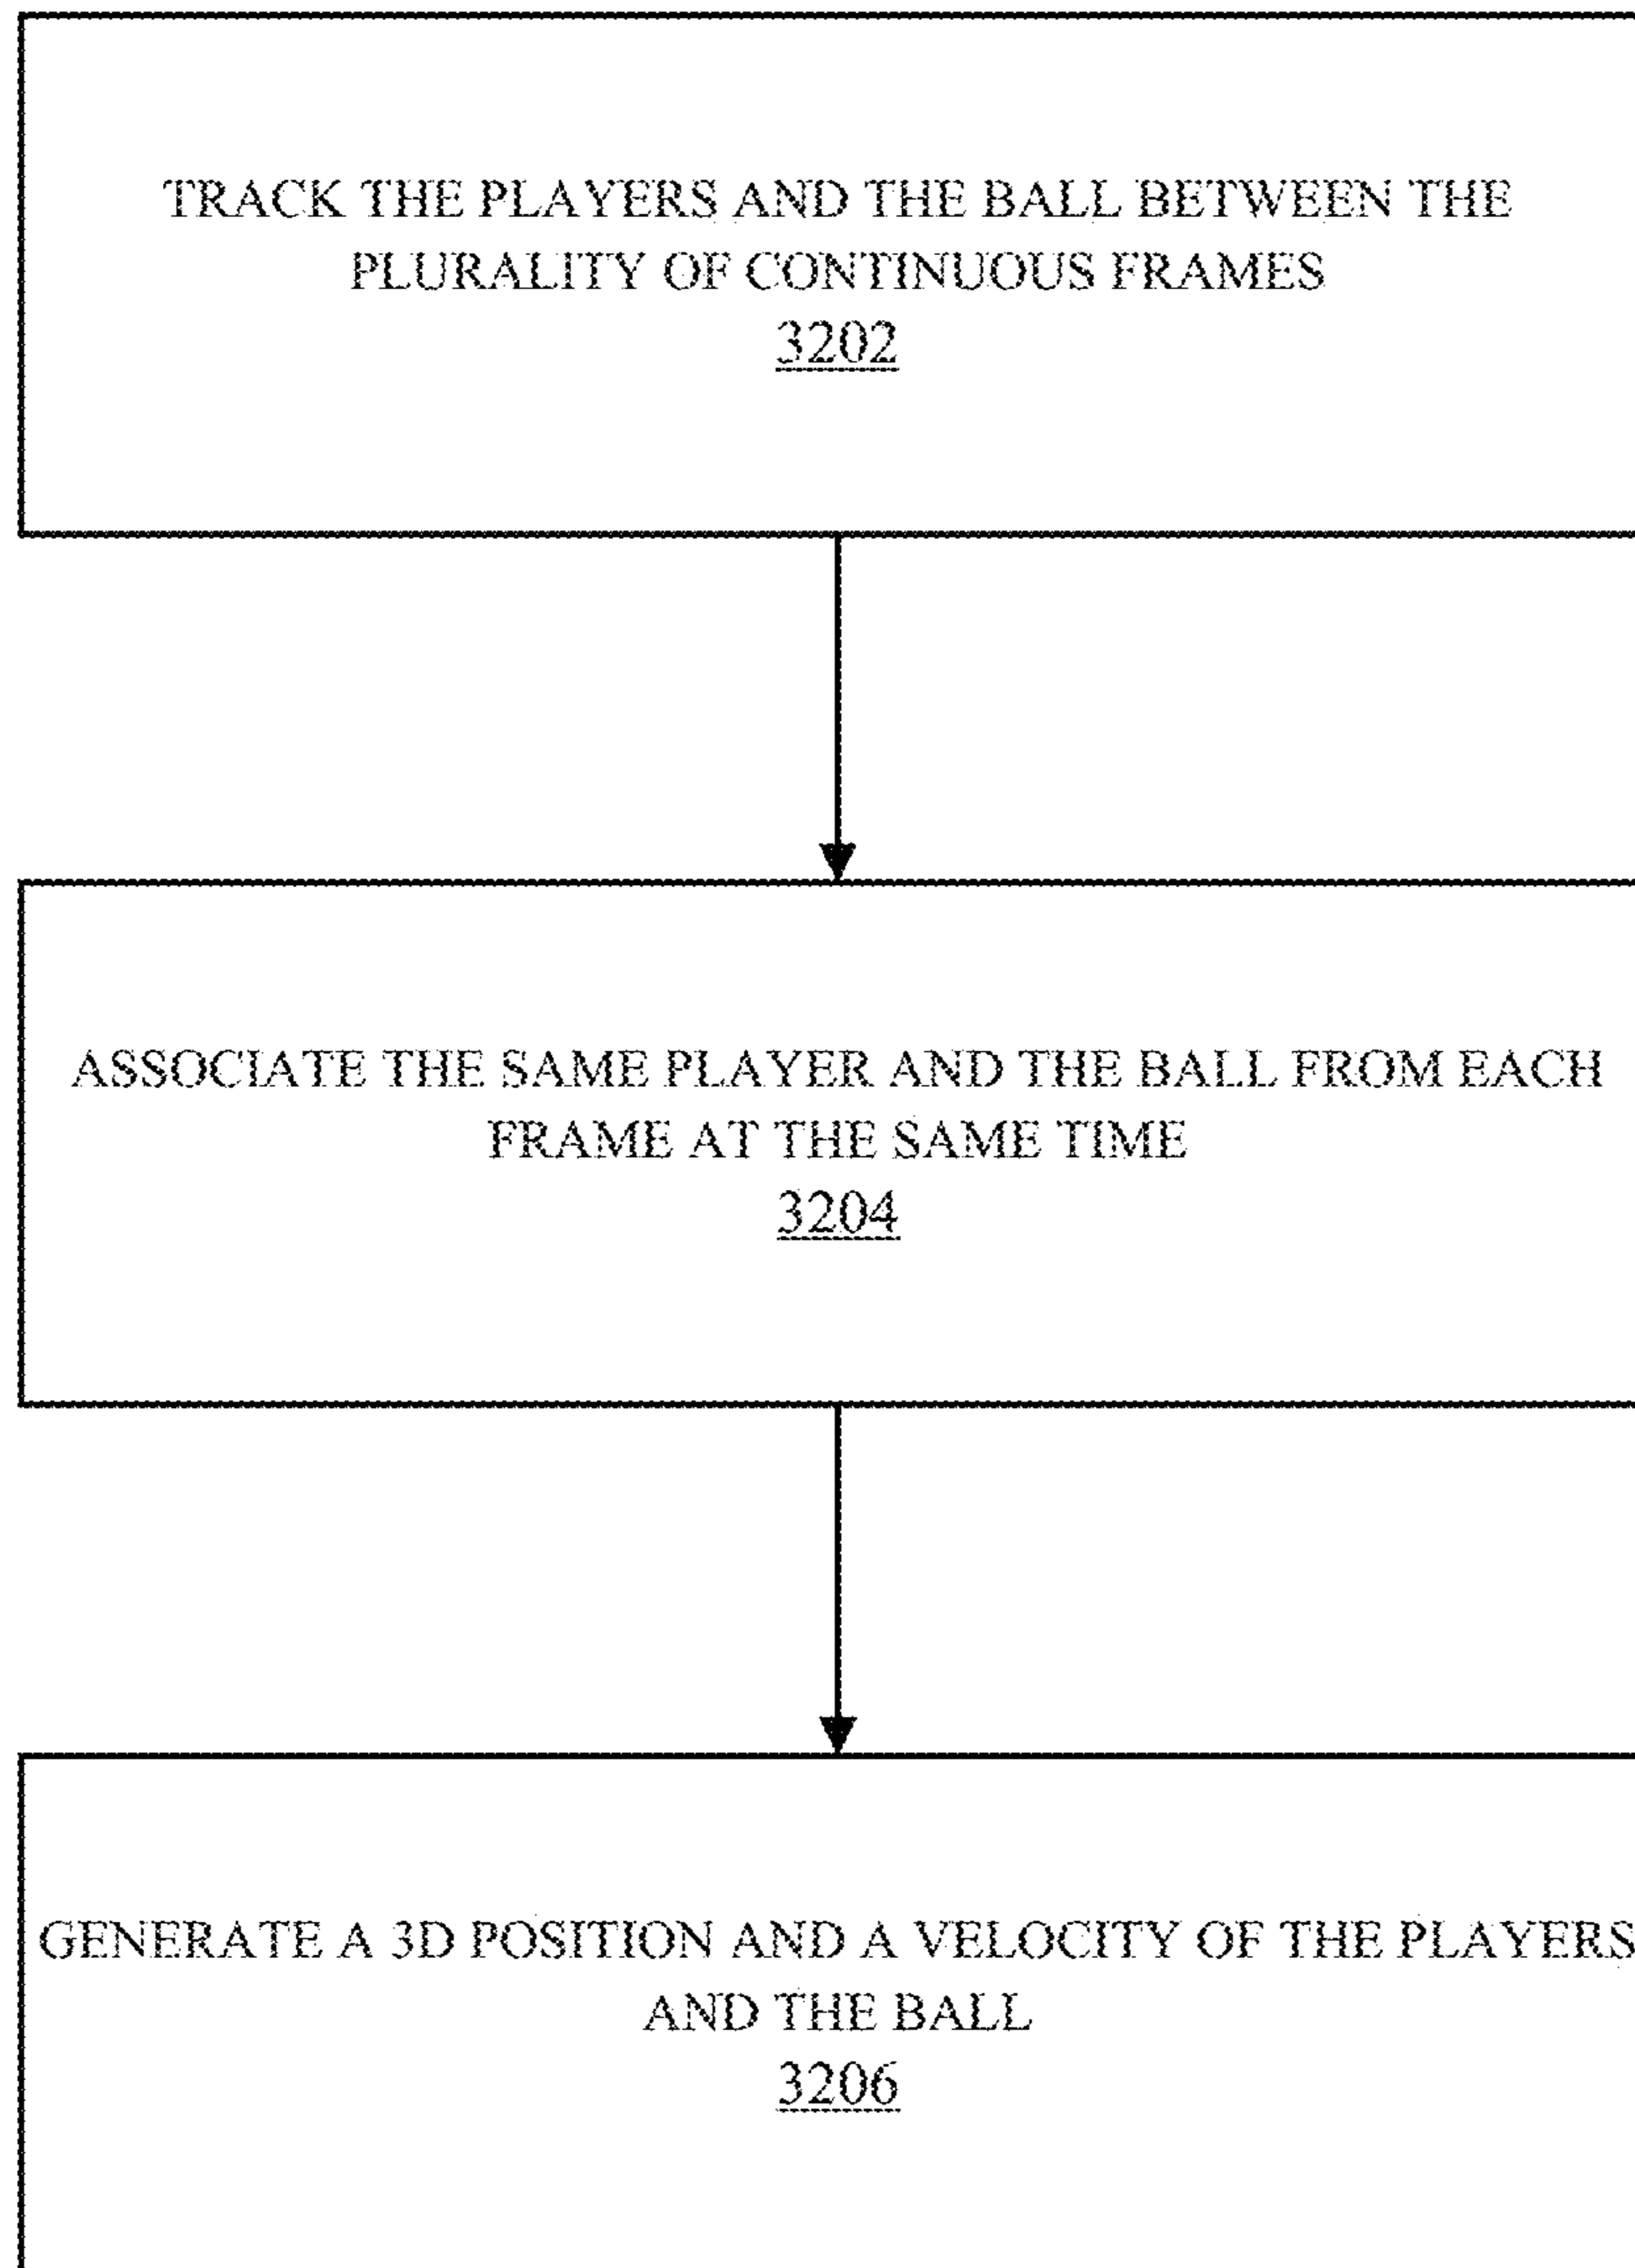 TRACK THE PLAYERS AND THE BALL BETWEEN THE
PLURALITY OF CONTINUOUS FRAMES
3202
ASSOCIATE THE SAME PLAYER AND THE BALL FROM EACH
FRAME AT THE SAME TIME
3204
GENERATE A 3D POSITION AND A VELOCITY OF THE PLAYERS
AND THE BALL
3206